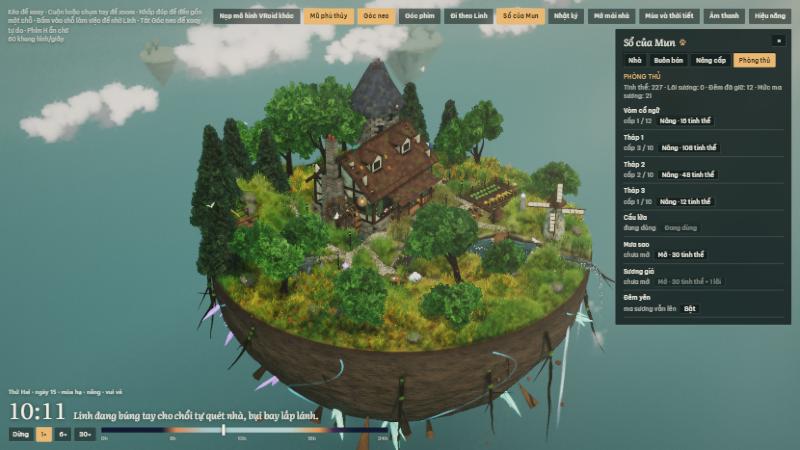 Kéo để xoay · Cuộn hoặc chụm tay để zoom · Nhấp đúp để đến gần
một chỗ · Bấm vào chỗ làm việc để nhờ Linh · Tắt Góc neo để xoay
tự do · Phím H ẩn chữ
60 khung hình/giây
Nạp mô hình VRoid khác
Mũ phù thủy
Góc neo
Góc phim
Đi theo Linh
Sổ của Mun
Nhật ký
Mô mái nhà
Mùa và thời tiết
Âm thanh
Hiệu năng
Sổ của Mun
×
Nhà
Buôn bán
Nâng cấp
Phòng thủ
PHÒNG THỦ
Tinh thể: 227 · Lõi sương: 0 · Đêm đã giữ: 12 · Mức ma
sương: 21
Vòm cổ ngữ
cấp 1 / 12 Nâng · 15 tinh thể
Tháp 1
cấp 3 / 10 Nâng · 108 tinh thể
Tháp 2
cấp 2 / 10 Nâng · 48 tinh thể
Tháp 3
cấp 1 / 10 Nâng · 12 tinh thể
Cầu lửa
đang dùng Đang dùng
Mưa sao
chưa mở Mở · 30 tinh thể
Sương giá
chưa mở Mở · 30 tinh thể + 1 lõi
Đêm yên
ma sương vẫn lên Bật
Thứ Hai · ngày 15 · mùa hạ · nắng · vui vẻ
10:11 Linh đang búng tay cho chổi tự quét nhà, bụi bay lấp lánh.
Dừng 1× 6× 30×
0h 6h 12h 18h 24h